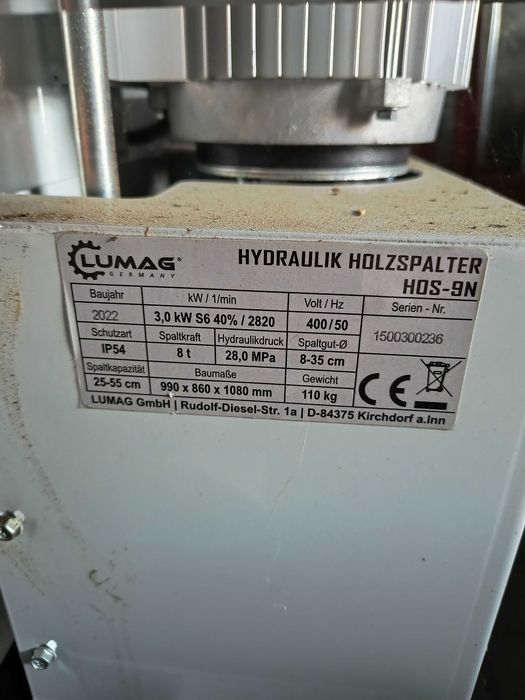 LUMAG®
GERMANY
HYDRAULIK HOLZSPALTER
HOS-9N
Baujahr kW / 1/min Volt / Hz Serien - Nr.
2022 3,0 kW S6 40% / 2820 400/50 1500300236
Schutzart Spaltkraft Hydraulikdruck Spaltgut-Ø
IP54 8 t 28,0 MPa 8-35 cm
Spaltkapazität Baumaße Gewicht
25-55 cm 990 x 860 x 1080 mm 110 kg
CE
LUMAG GmbH | Rudolf-Diesel-Str. 1a | D-84375 Kirchdorf a.Inn